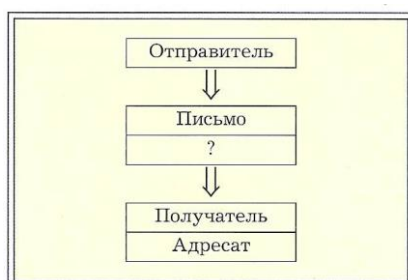 Отправитель
Письмо
?
Получатель
Адресат